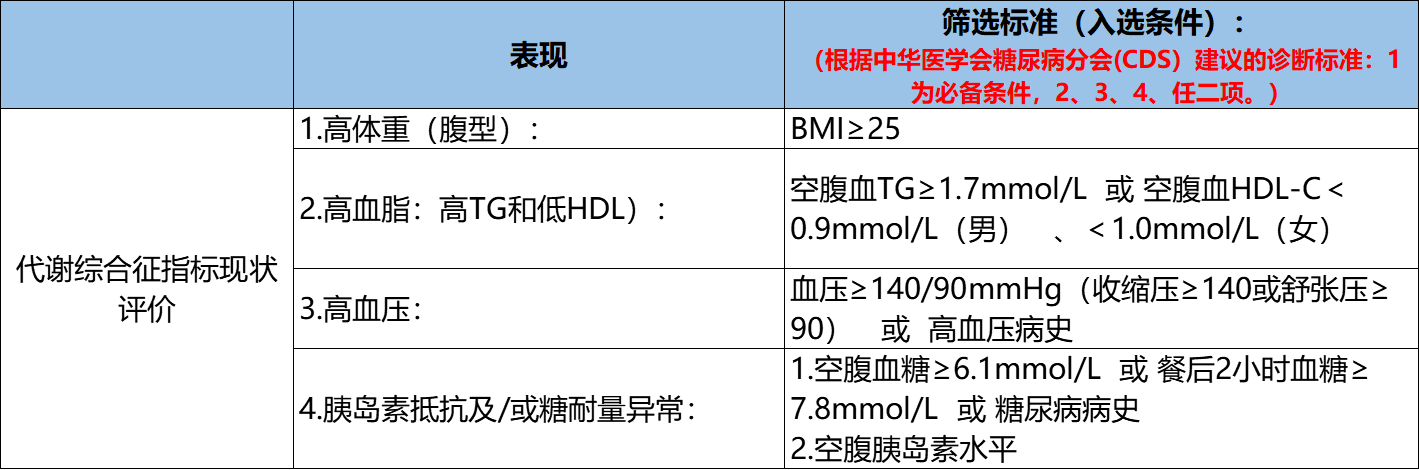 表现
筛选标准（入选条件）：
（根据中华医学会糖尿病分会(CDS）建议的诊断标准：1
为必备条件，2、3、4、任二项。）
代谢综合征指标现状
评价
1.高体重（腹型）：
BMI≥25
2.高血脂：高TG和低HDL）：
空腹血TG≥1.7mmol/L 或 空腹血HDL-C＜
0.9mmol/L（男） 、＜1.0mmol/L（女）
3.高血压：
血压≥140/90mmHg（收缩压≥140或舒张压≥
90） 或 高血压病史
4.胰岛素抵抗及/或糖耐量异常：
1.空腹血糖≥6.1mmol/L 或 餐后2小时血糖≥
7.8mmol/L 或 糖尿病病史
2.空腹胰岛素水平